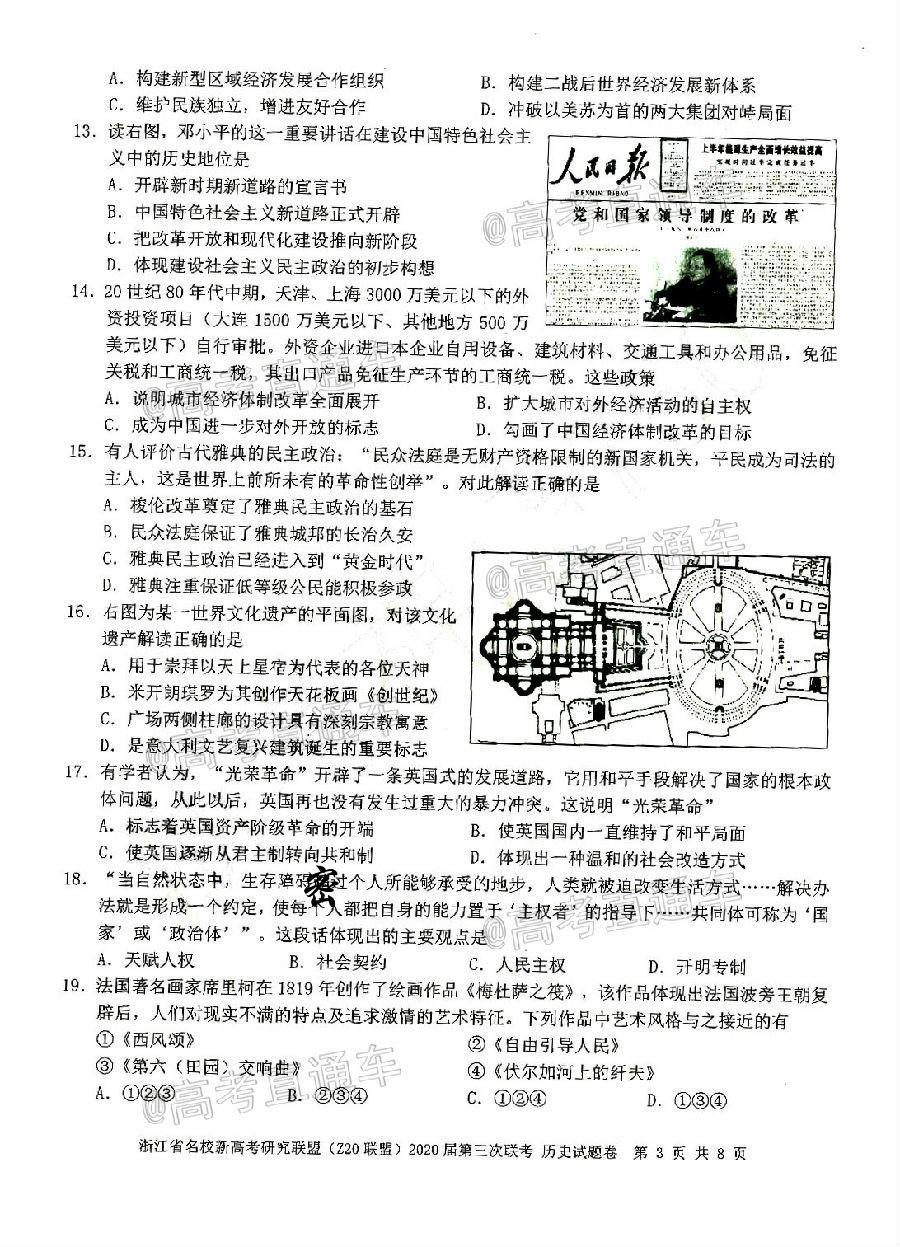 A. 构建新型区域经济发展合作组织 B. 构建二战后世界经济发展新体系
C. 维护民族独立，增进友好合作 D. 冲破以美苏为首的两大集团对峙局面
13. 读右图，邓小平的这一重要讲话在建设中国特色社会主
义中的历史地位是
A. 开辟新时期新道路的宣言书
B. 中国特色社会主义新道路正式开辟
C. 把改革开放和现代化建设推向新阶段
D. 体现建设社会主义民主政治的初步构想
人民日报
RENMIN RIBAO
上半年能源生产全面增长效益提高
党和国家领导制度的改革
14. 20世纪80年代中期，天津、上海3000万美元以下的外
资投资项目（大连1500万美元以下、其他地方500万
美元以下）自行审批。外资企业进口本企业自用设备、建筑材料、交通工具和办公用品，免征
关税和工商统一税，其出口产品免征生产环节的工商统一税。这些政策
A. 说明城市经济体制改革全面展开 B. 扩大城市对外经济活动的自主权
C. 成为中国进一步对外开放的标志 D. 勾画了中国经济体制改革的目标
15. 有人评价古代雅典的民主政治：“民众法庭是无财产资格限制的新国家机关，平民成为司法的
主人，这是世界上前所未有的革命性创举”。对此解读正确的是
A. 梭伦改革奠定了雅典民主政治的基石
B. 民众法庭保证了雅典城邦的长治久安
C. 雅典民主政治已经进入到“黄金时代”
D. 雅典注重保证低等级公民能积极参政
16. 右图为某一世界文化遗产的平面图，对该文化
遗产解读正确的是
A. 用于崇拜以天上星宿为代表的各位天神
B. 米开朗琪罗为其创作天花板画《创世纪》
C. 广场两侧柱廊的设计具有深刻宗教寓意
D. 是意大利文艺复兴建筑诞生的重要标志
17. 有学者认为，“光荣革命”开辟了一条英国式的发展道路，它用和平手段解决了国家的根本政
体问题，从此以后，英国再也没有发生过重大的暴力冲突。这说明“光荣革命”
A. 标志着英国资产阶级革命的开端 B. 使英国国内一直维持了和平局面
C. 使英国逐渐从君主制转向共和制 D. 体现出一种温和的社会改造方式
密
18. “当自然状态中，生存障碍过个人所能够承受的地步，人类就被迫改变生活方式……解决办
法就是形成一个约定，使每个人都把自身的能力置于‘主权者’的指导下……共同体可称为‘国
家’或‘政治体’”。这段话体现出的主要观点是
A. 天赋人权 B. 社会契约 C. 人民主权 D. 开明专制
19. 法国著名画家席里柯在1819年创作了绘画作品《梅杜萨之筏》，该作品体现出法国波旁王朝复
辟后，人们对现实不满的特点及追求激情的艺术特征。下列作品中艺术风格与之接近的有
①《西风颂》 ②《自由引导人民》
③《第六（田园）交响曲》 ④《伏尔加河上的纤夫》
A. ①②③ B. ②③④ C. ①②④ D. ①③④
浙江省名校新高考研究联盟（Z20联盟）2020届第三次联考 历史试题卷 第 3 页 共 8 页
@高考直通车
@高考直通车
@高考直通车
@高考直通车
@高考直通车
@高考直通车
@高考直通车